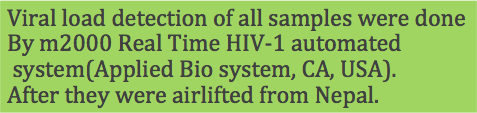 Viral load detection of all samples were done
By m2000 Real Time HIV-1 automated
system(Applied Bio system, CA, USA).
After they were airlifted from Nepal.